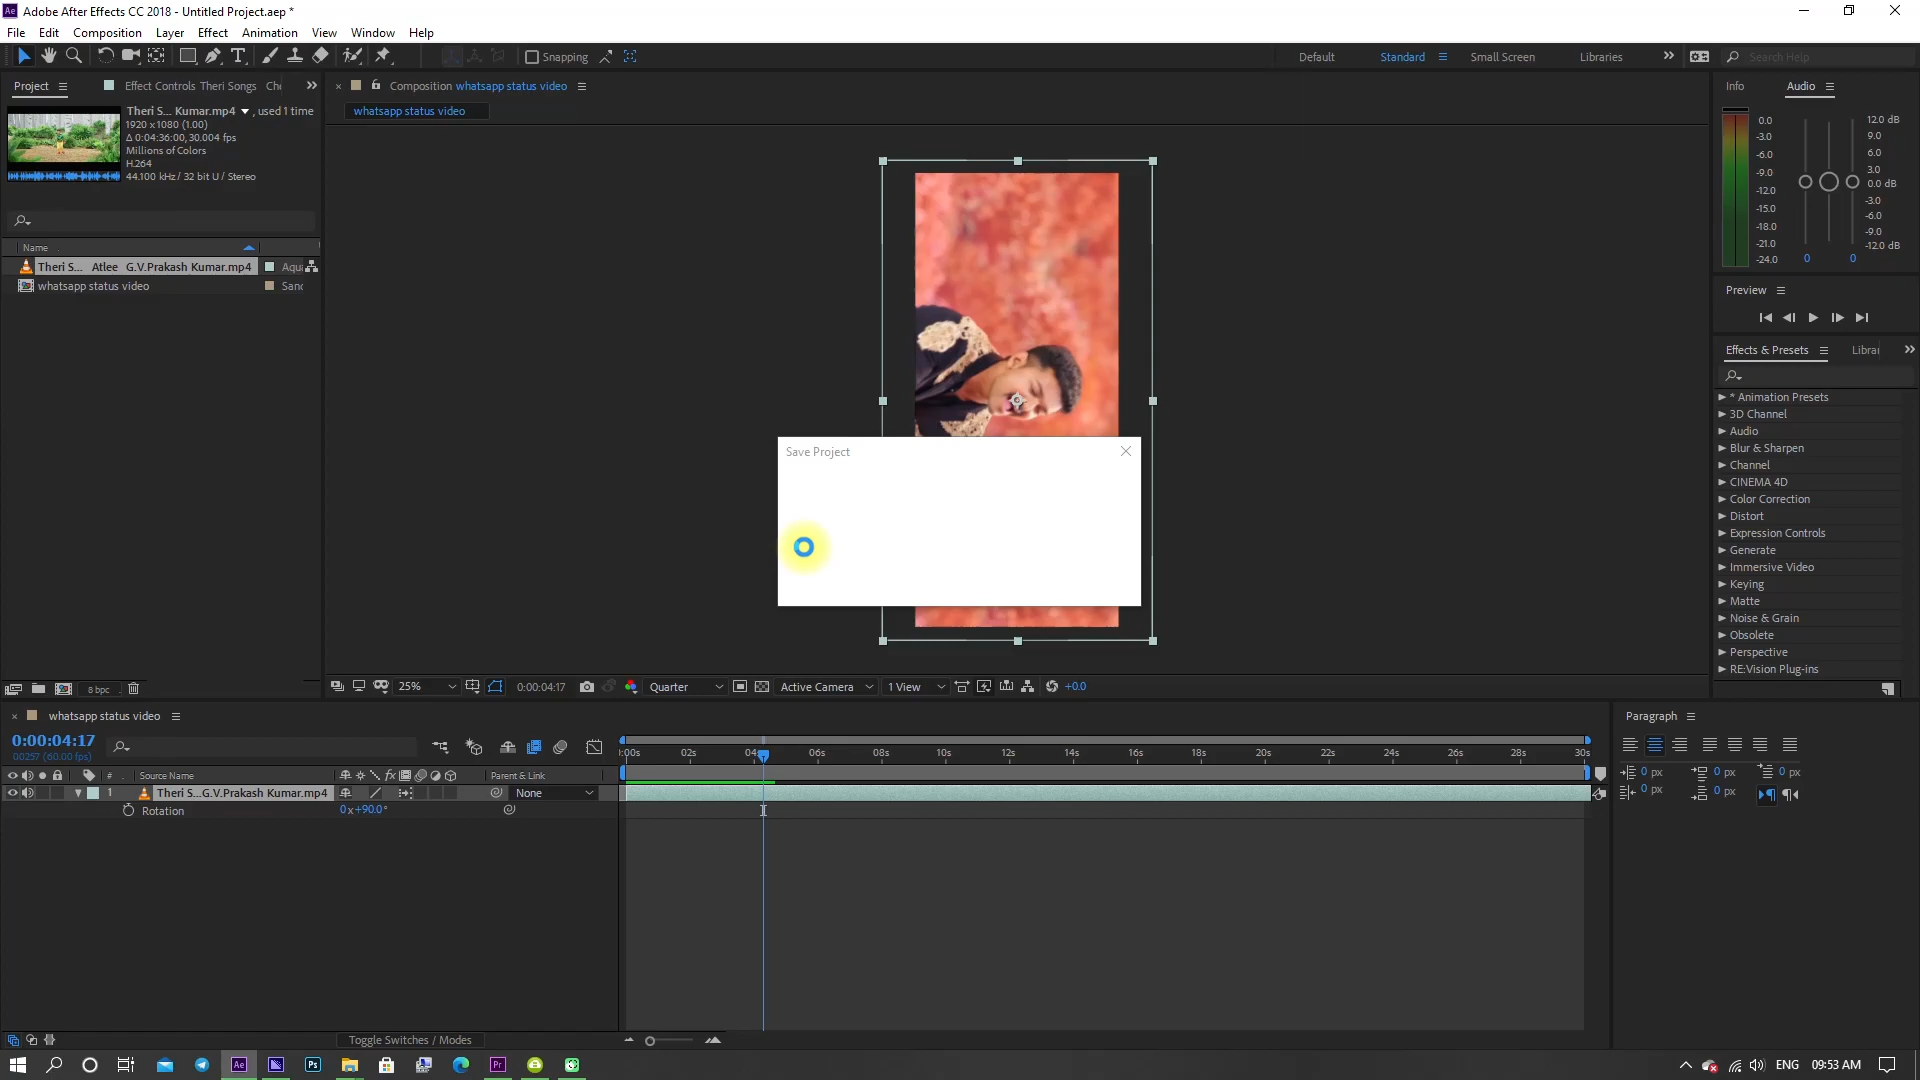 Adobe After Effects CC 2018 - Untitled Project.aep *
File Edit Composition Layer Effect Animation View Window Help
Snapping
Default Standard Small Screen Libraries
Search Help
Project
Effect Controls Theri Songs
Composition whatsapp status video
Info Audio
Theri S... Kumar.mp4 , used 1 time
1920 x 1080 (1.00)
Δ 0:04:36:00, 30.004 fps
Millions of Colors
H.264
44.100 kHz / 32 bit U / Stereo
whatsapp status video
0.0
-3.0
-6.0
-9.0
-12.0
-15.0
-18.0
-21.0
-24.0
12.0 dB
9.0
6.0
3.0
0.0 dB
-3.0
-6.0
-9.0
-12.0 dB
0 0
Name
Theri S... Atlee G.V.Prakash Kumar.mp4 Aqu
whatsapp status video Sand
Preview
Effects & Presets Librar
* Animation Presets
3D Channel
Audio
Blur & Sharpen
Channel
CINEMA 4D
Color Correction
Distort
Expression Controls
Generate
Immersive Video
Keying
Matte
Noise & Grain
Obsolete
Perspective
RE:Vision Plug-ins
Save Project
8 bpc
25% 0:00:04:17 Quarter Active Camera 1 View +0.0
whatsapp status video
0:00:04:17
00257 (60.00 fps)
:00s 02s 04s 06s 08s 10s 12s 14s 16s 18s 20s 22s 24s 26s 28s 30s
# Source Name fx Parent & Link
1 Theri S...G.V.Prakash Kumar.mp4 None
Rotation 0x+90.0°
Toggle Switches / Modes
Paragraph
0 px 0 px 0 px
0 px 0 px
Ae Ps Pr
ENG 09:53 AM